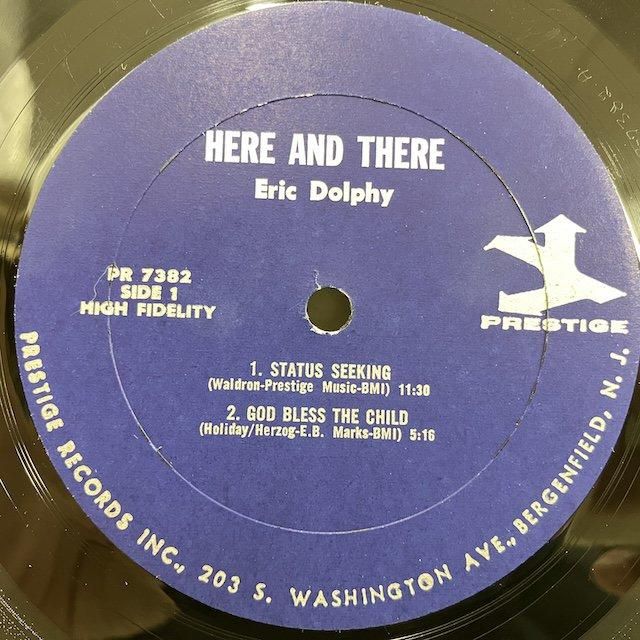 HERE AND THERE
Eric Dolphy
PR 7382
SIDE 1
HIGH FIDELITY
PRESTIGE
1. STATUS SEEKING
(Waldron-Prestige Music-BMI) 11:30
2. GOD BLESS THE CHILD
(Holiday/Herzog-E.B. Marks-BMI) 5:16
PRESTIGE RECORDS INC., 203 S. WASHINGTON AVE., BERGENFIELD, N. J.